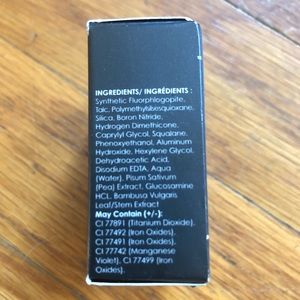 INGREDIENTS/ INGRÉDIENTS :
Synthetic Fluorphlogopite,
Talc, Polymethylsilsesquioxane,
Silica, Boron Nitride,
Hydrogen Dimethicone,
Caprylyl Glycol, Squalane,
Phenoxyethanol, Aluminum
Hydroxide, Hexylene Glycol,
Dehydroacetic Acid,
Disodium EDTA, Aqua
(Water), Pisum Sativum
(Pea) Extract, Glucosamine
HCL, Bambusa Vulgaris
Leaf/Stem Extract
May Contain (+/-):
CI 77891 (Titanium Dioxide),
CI 77492 (Iron Oxides),
CI 77491 (Iron Oxides),
CI 77742 (Manganese
Violet), CI 77499 (Iron
Oxides).